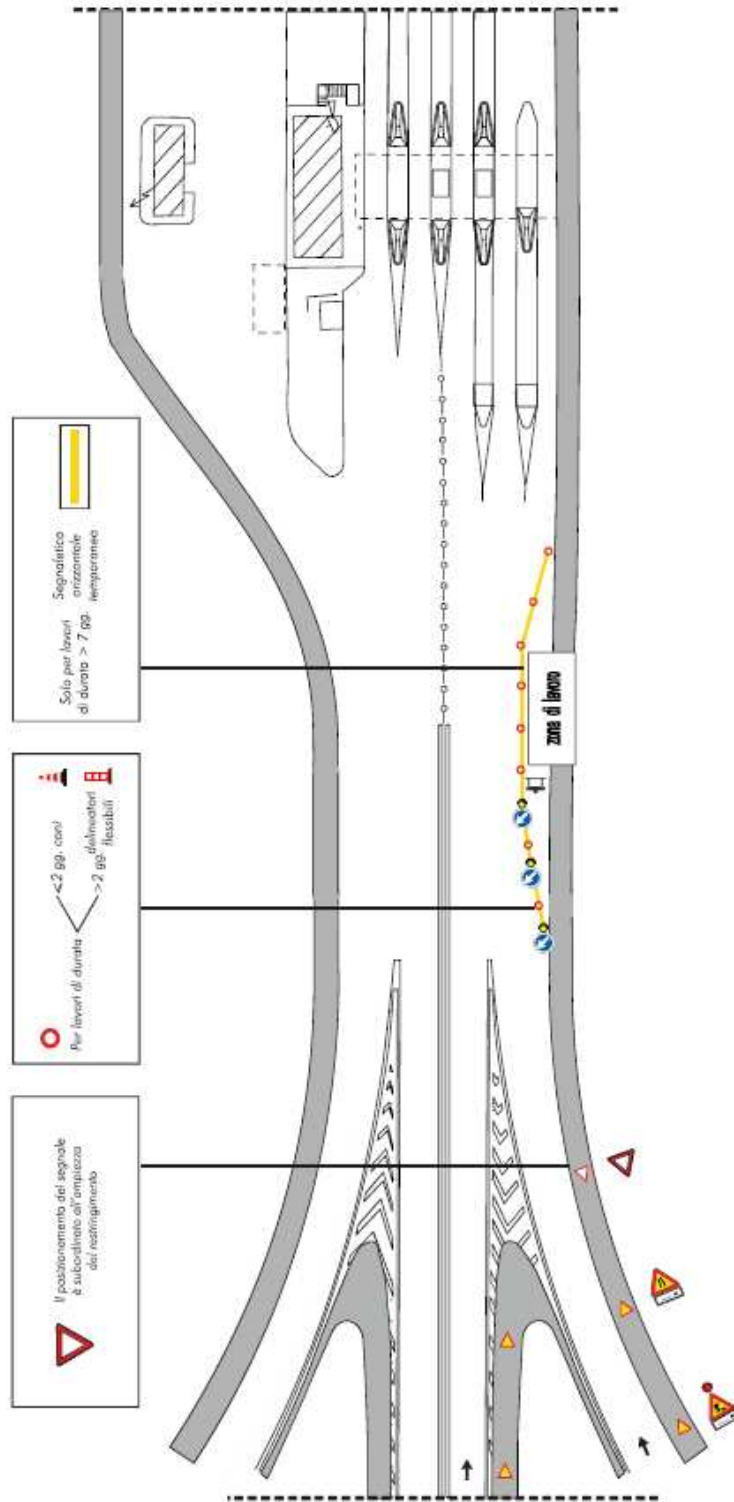 Il posizionamento del segnale
è subordinato all'ampiezza
del restringimento
Per lavori di durata
<2 gg. coni
>2 gg. delineatori
flessibili
Solo per lavori
di durata > 7 gg.
Segnaletica
orizzontale
temporanea
zona di lavoro